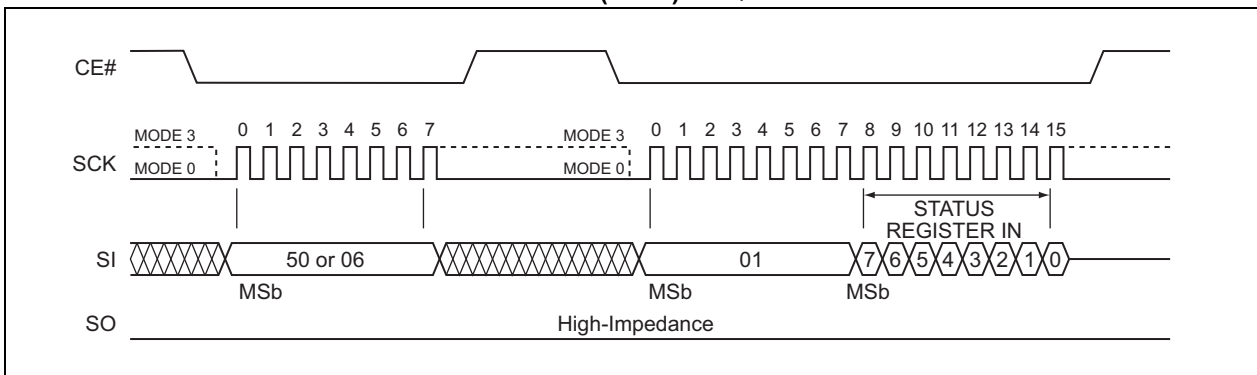 CE#
MODE 3 0 1 2 3 4 5 6 7 MODE 3 0 1 2 3 4 5 6 7 8 9 10 11 12 13 14 15
SCK MODE 0 MODE 0
STATUS
REGISTER IN
SI 50 or 06 01 7 6 5 4 3 2 1 0
MSb MSb MSb
SO High-Impedance